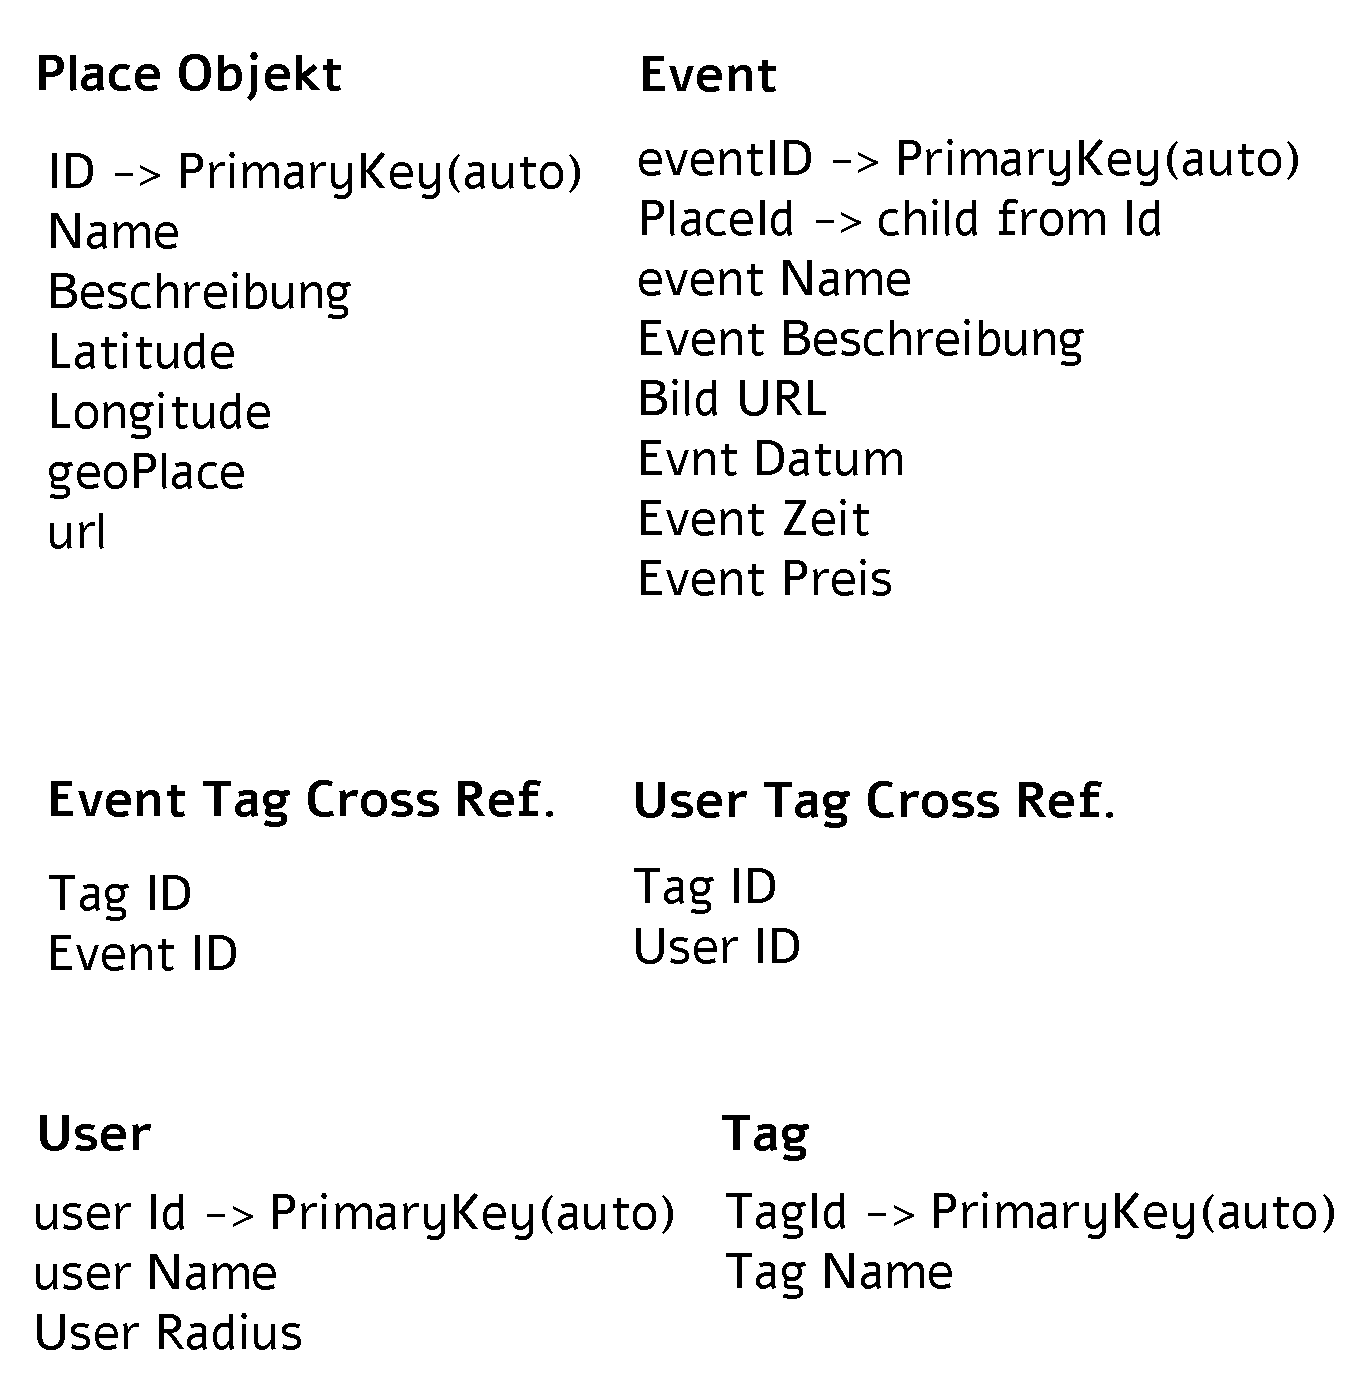 Place Objekt
ID -> PrimaryKey(auto)
Name
Beschreibung
Latitude
Longitude
geoPlace
url
Event
eventID -> PrimaryKey(auto)
PlaceId -> child from Id
event Name
Event Beschreibung
Bild URL
Evnt Datum
Event Zeit
Event Preis
Event Tag Cross Ref.
Tag ID
Event ID
User Tag Cross Ref.
Tag ID
User ID
User
user Id -> PrimaryKey(auto)
user Name
User Radius
Tag
TagId -> PrimaryKey(auto)
Tag Name